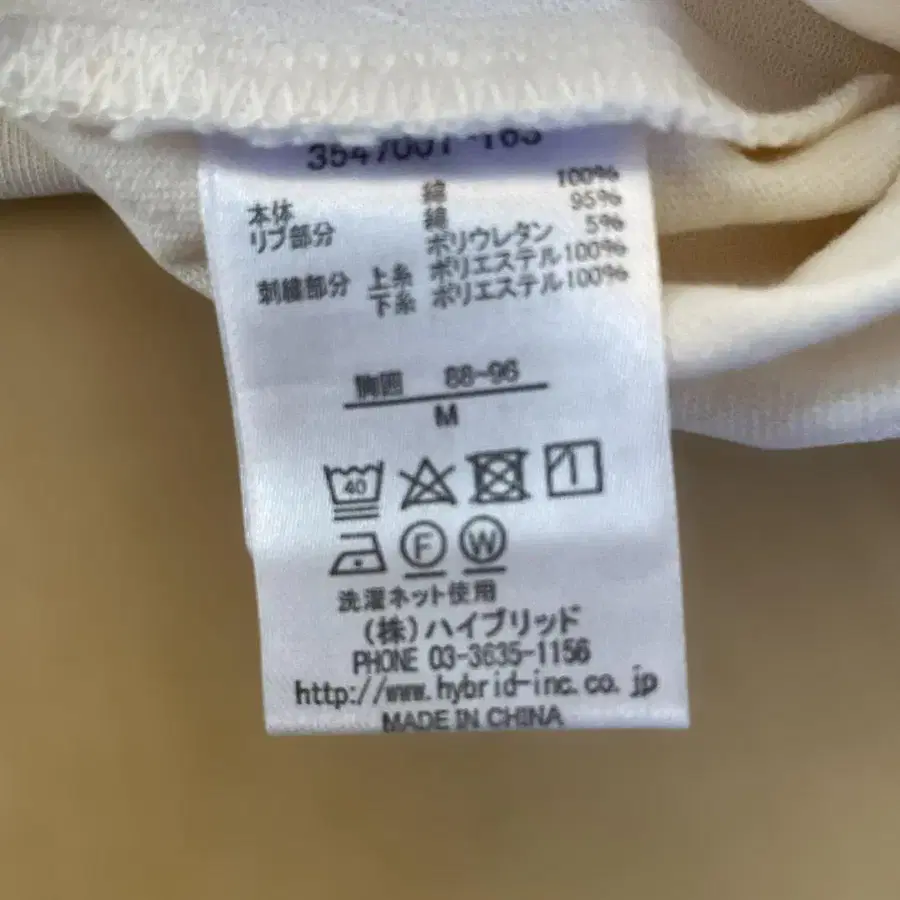 3547001-163
本体 綿 100%
リブ部分 綿 95%
ポリウレタン 5%
刺繍部分 上糸 ポリエステル100%
下糸 ポリエステル100%
胸囲 88-96
M
40
F W
洗濯ネット使用
(株)ハイブリッド
PHONE 03-3635-1156
http://www.hybrid-inc.co.jp
MADE IN CHINA